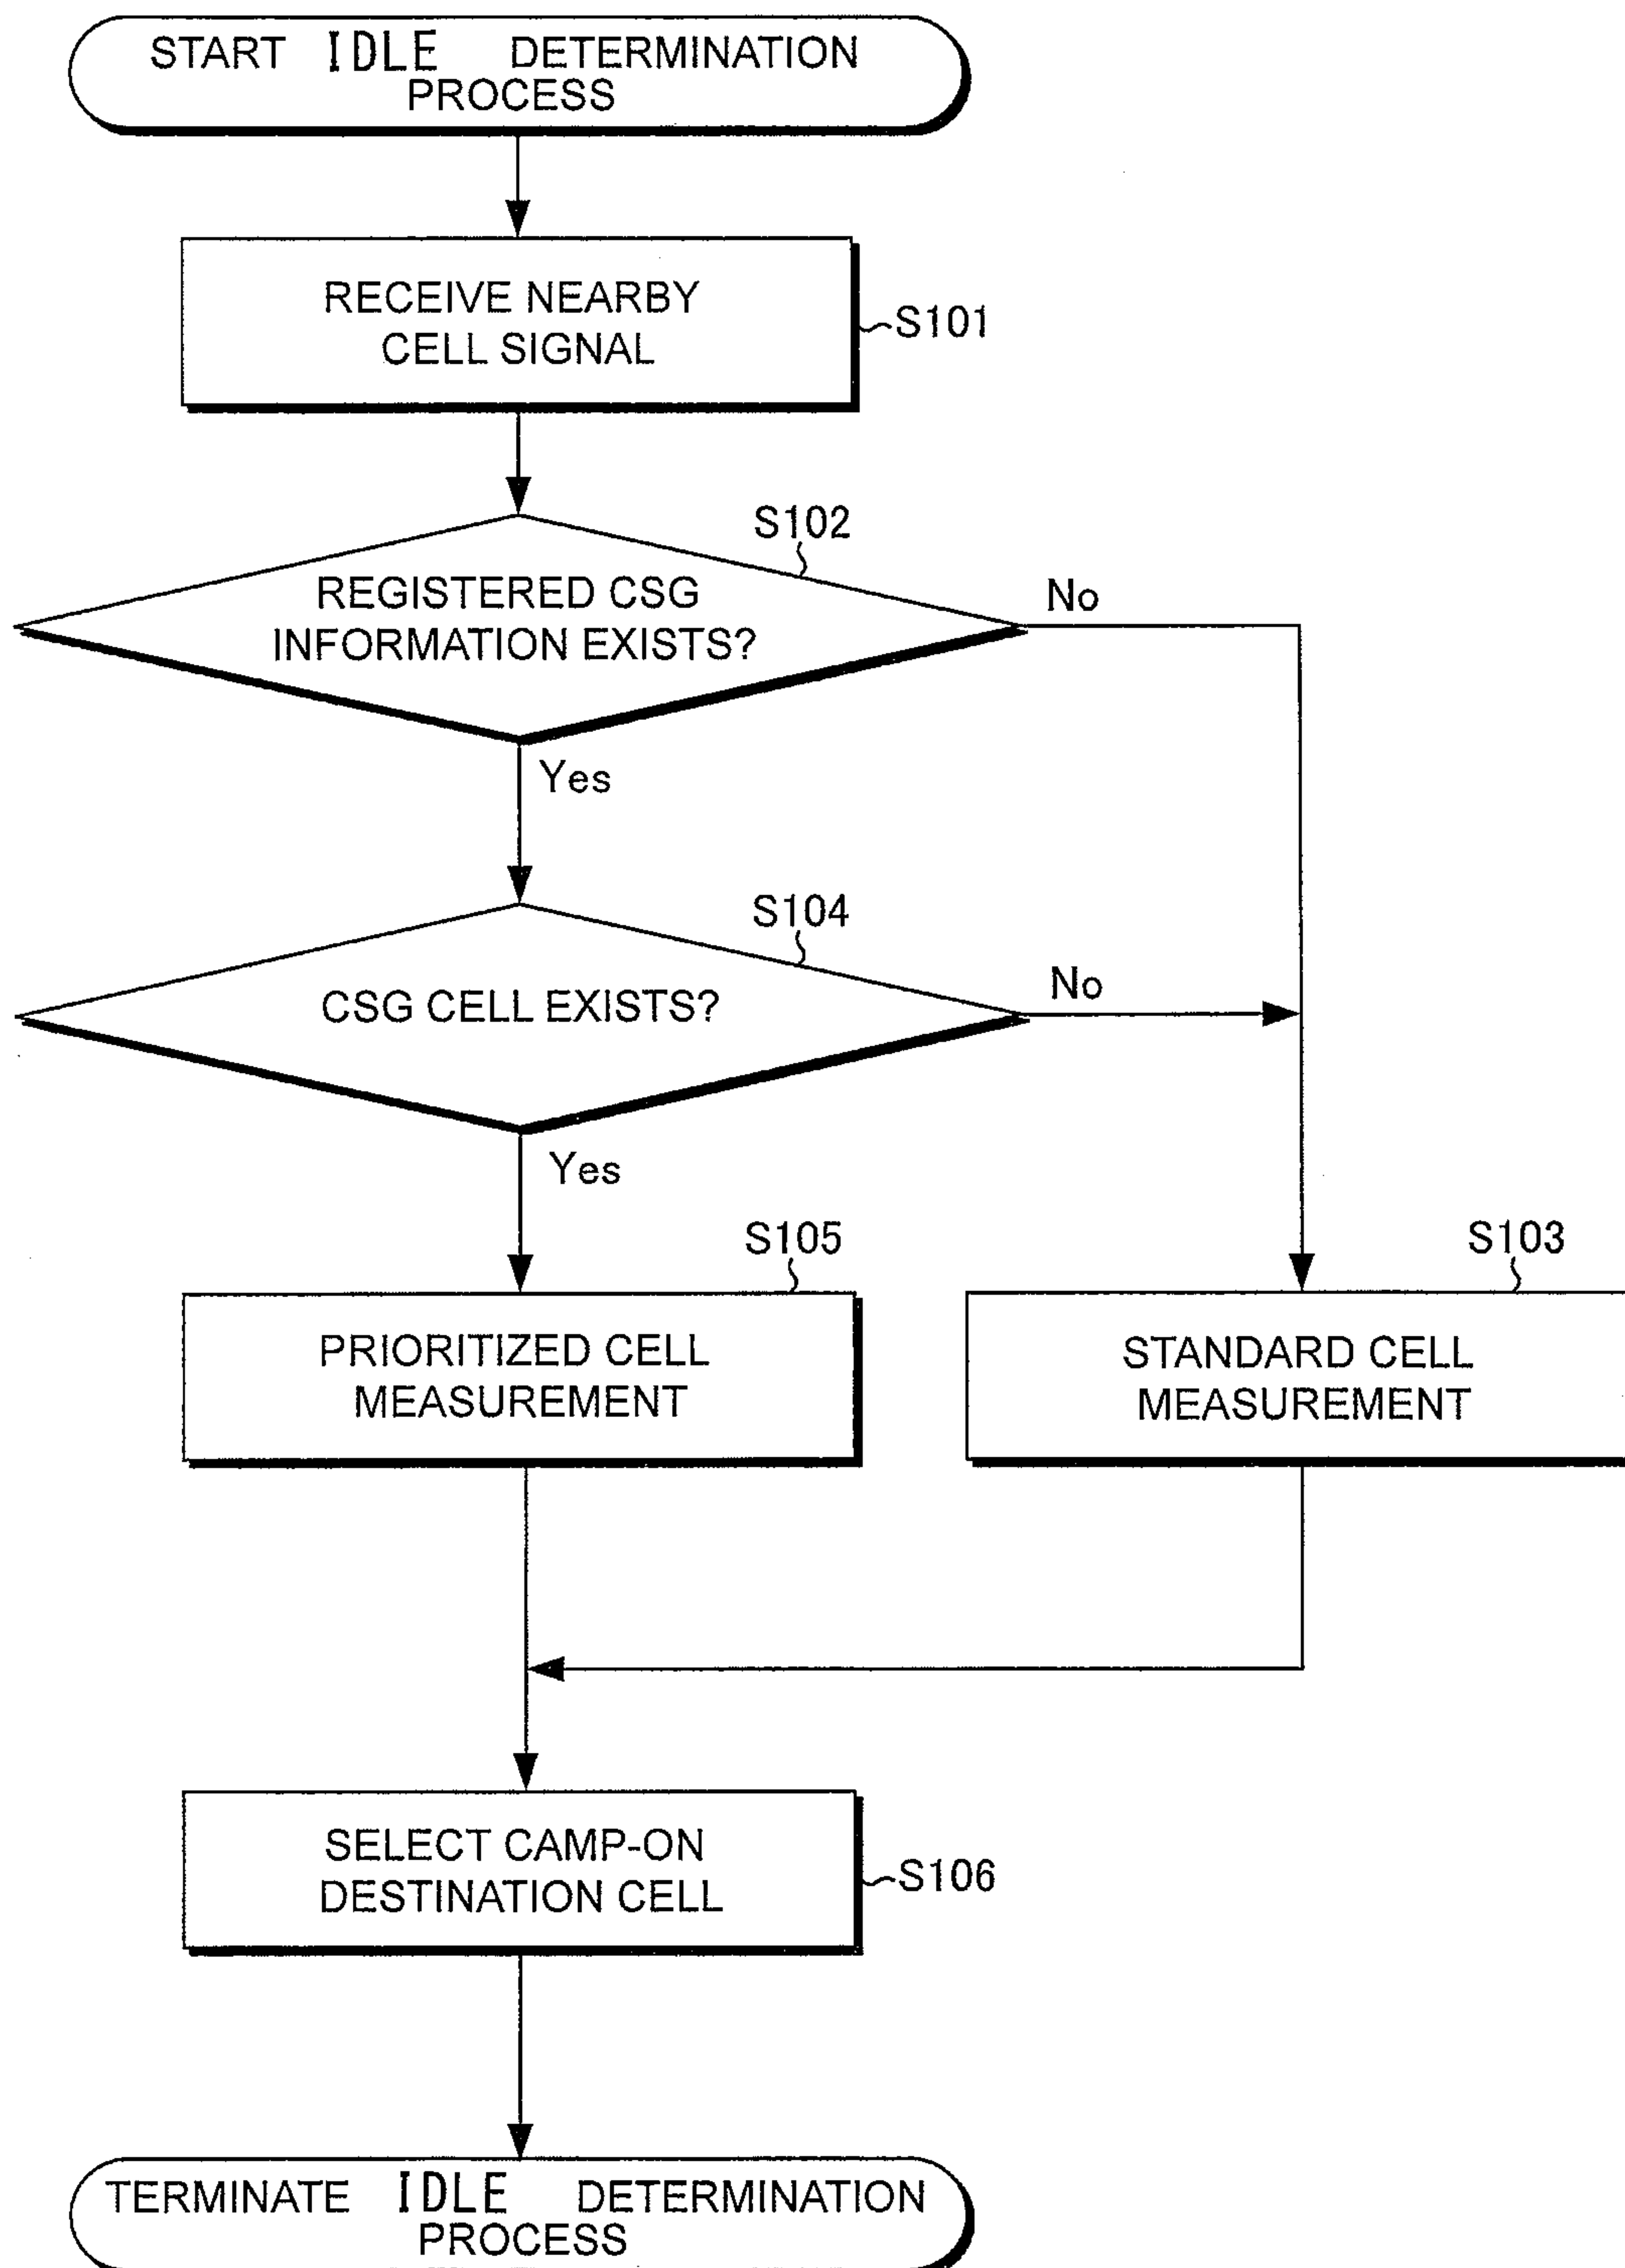 START IDLE DETERMINATION
PROCESS
RECEIVE NEARBY
CELL SIGNAL
S101
S102
REGISTERED CSG
INFORMATION EXISTS?
No
Yes
S104
CSG CELL EXISTS?
No
Yes
S105
PRIORITIZED CELL
MEASUREMENT
S103
STANDARD CELL
MEASUREMENT
SELECT CAMP-ON
DESTINATION CELL
S106
TERMINATE IDLE DETERMINATION
PROCESS